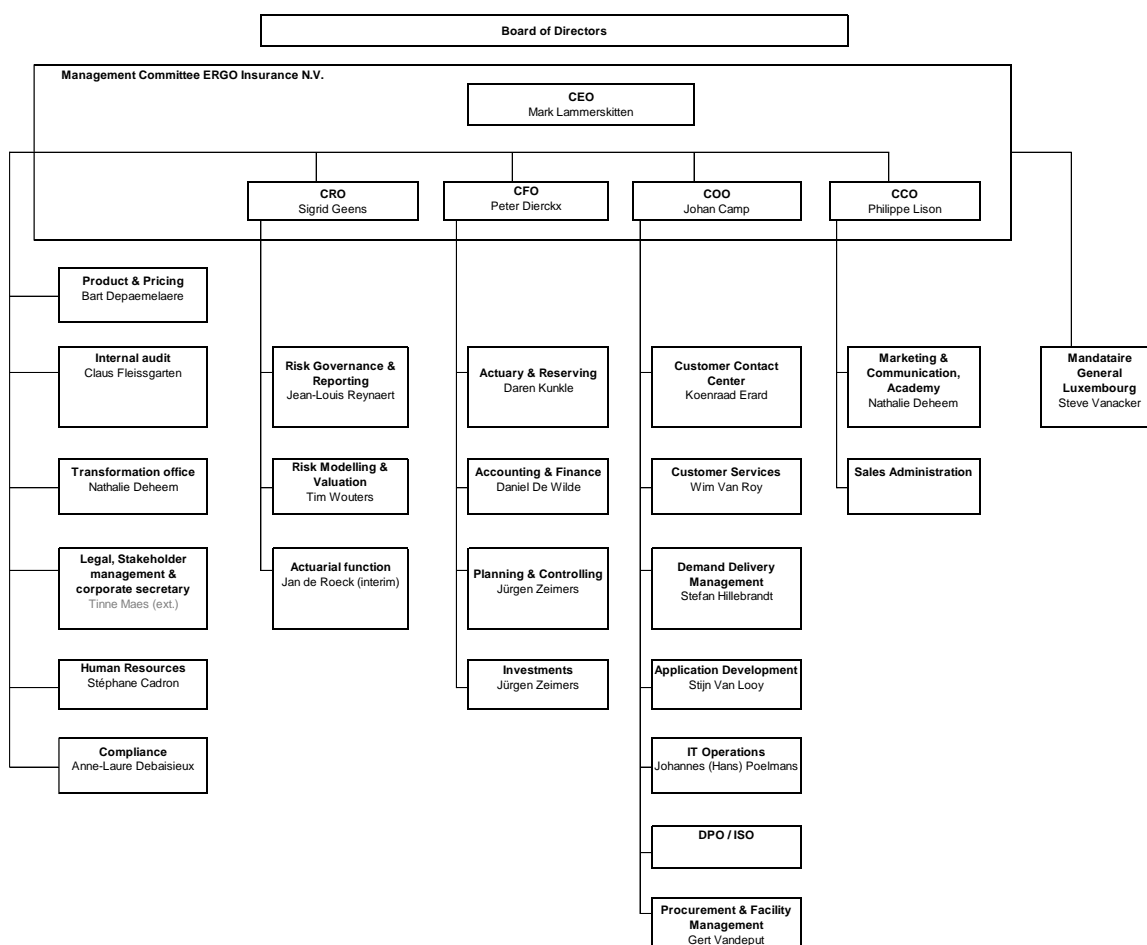 Board of Directors
Management Committee ERGO Insurance N.V.
CEO
Mark Lammerskitten
CRO
Sigrid Geens
CFO
Peter Dierckx
COO
Johan Camp
CCO
Philippe Lison
Product & Pricing
Bart Depaemelaere
Internal audit
Claus Fleissgarten
Transformation office
Nathalie Deheem
Legal, Stakeholder
management &
corporate secretary
Tinne Maes (ext.)
Human Resources
Stéphane Cadron
Compliance
Anne-Laure Debaisieux
Risk Governance &
Reporting
Jean-Louis Reynaert
Risk Modelling &
Valuation
Tim Wouters
Actuarial function
Jan de Roeck (interim)
Actuary & Reserving
Daren Kunkle
Accounting & Finance
Daniel De Wilde
Planning & Controlling
Jürgen Zeimers
Investments
Jürgen Zeimers
Customer Contact
Center
Koenraad Erard
Customer Services
Wim Van Roy
Demand Delivery
Management
Stefan Hillebrandt
Application Development
Stijn Van Looy
IT Operations
Johannes (Hans) Poelmans
DPO / ISO
Procurement & Facility
Management
Gert Vandeput
Marketing &
Communication,
Academy
Nathalie Deheem
Sales Administration
Mandataire
General
Luxembourg
Steve Vanacker